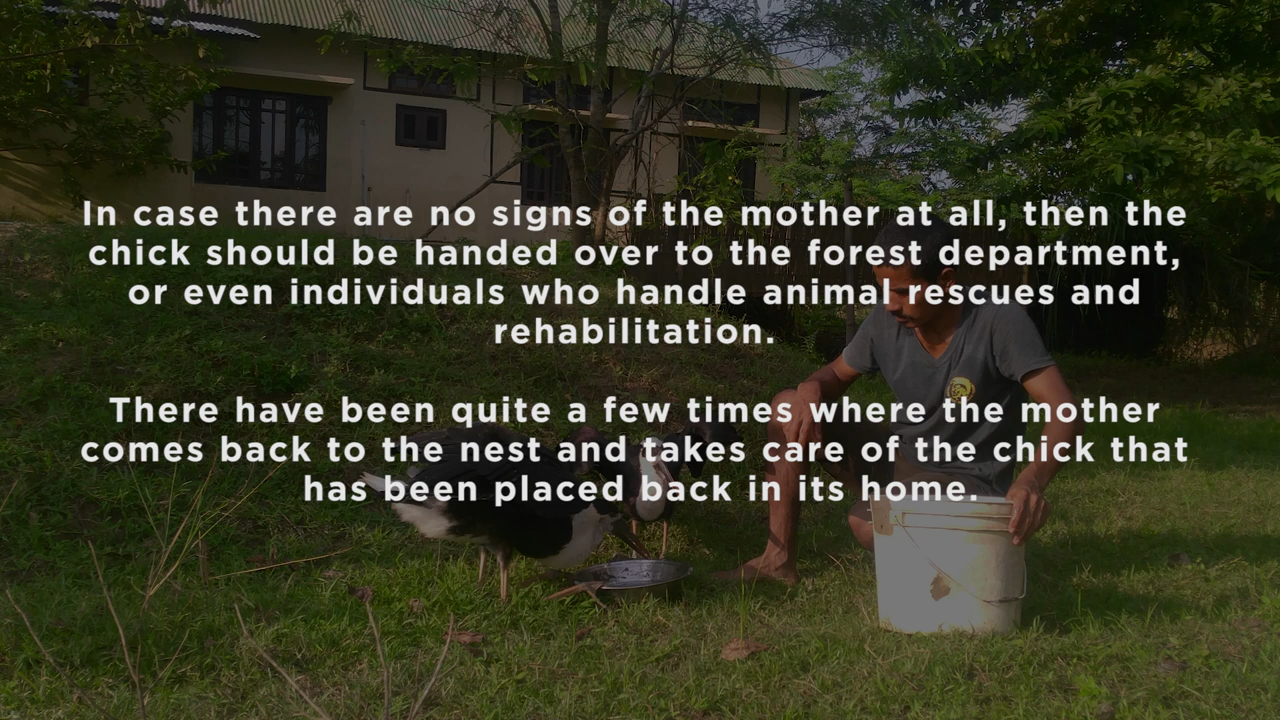 In case there are no signs of the mother at all, then the
chick should be handed over to the forest department,
or even individuals who handle animal rescues and
rehabilitation.
There have been quite a few times where the mother
comes back to the nest and takes care of the chick that
has been placed back in its home.